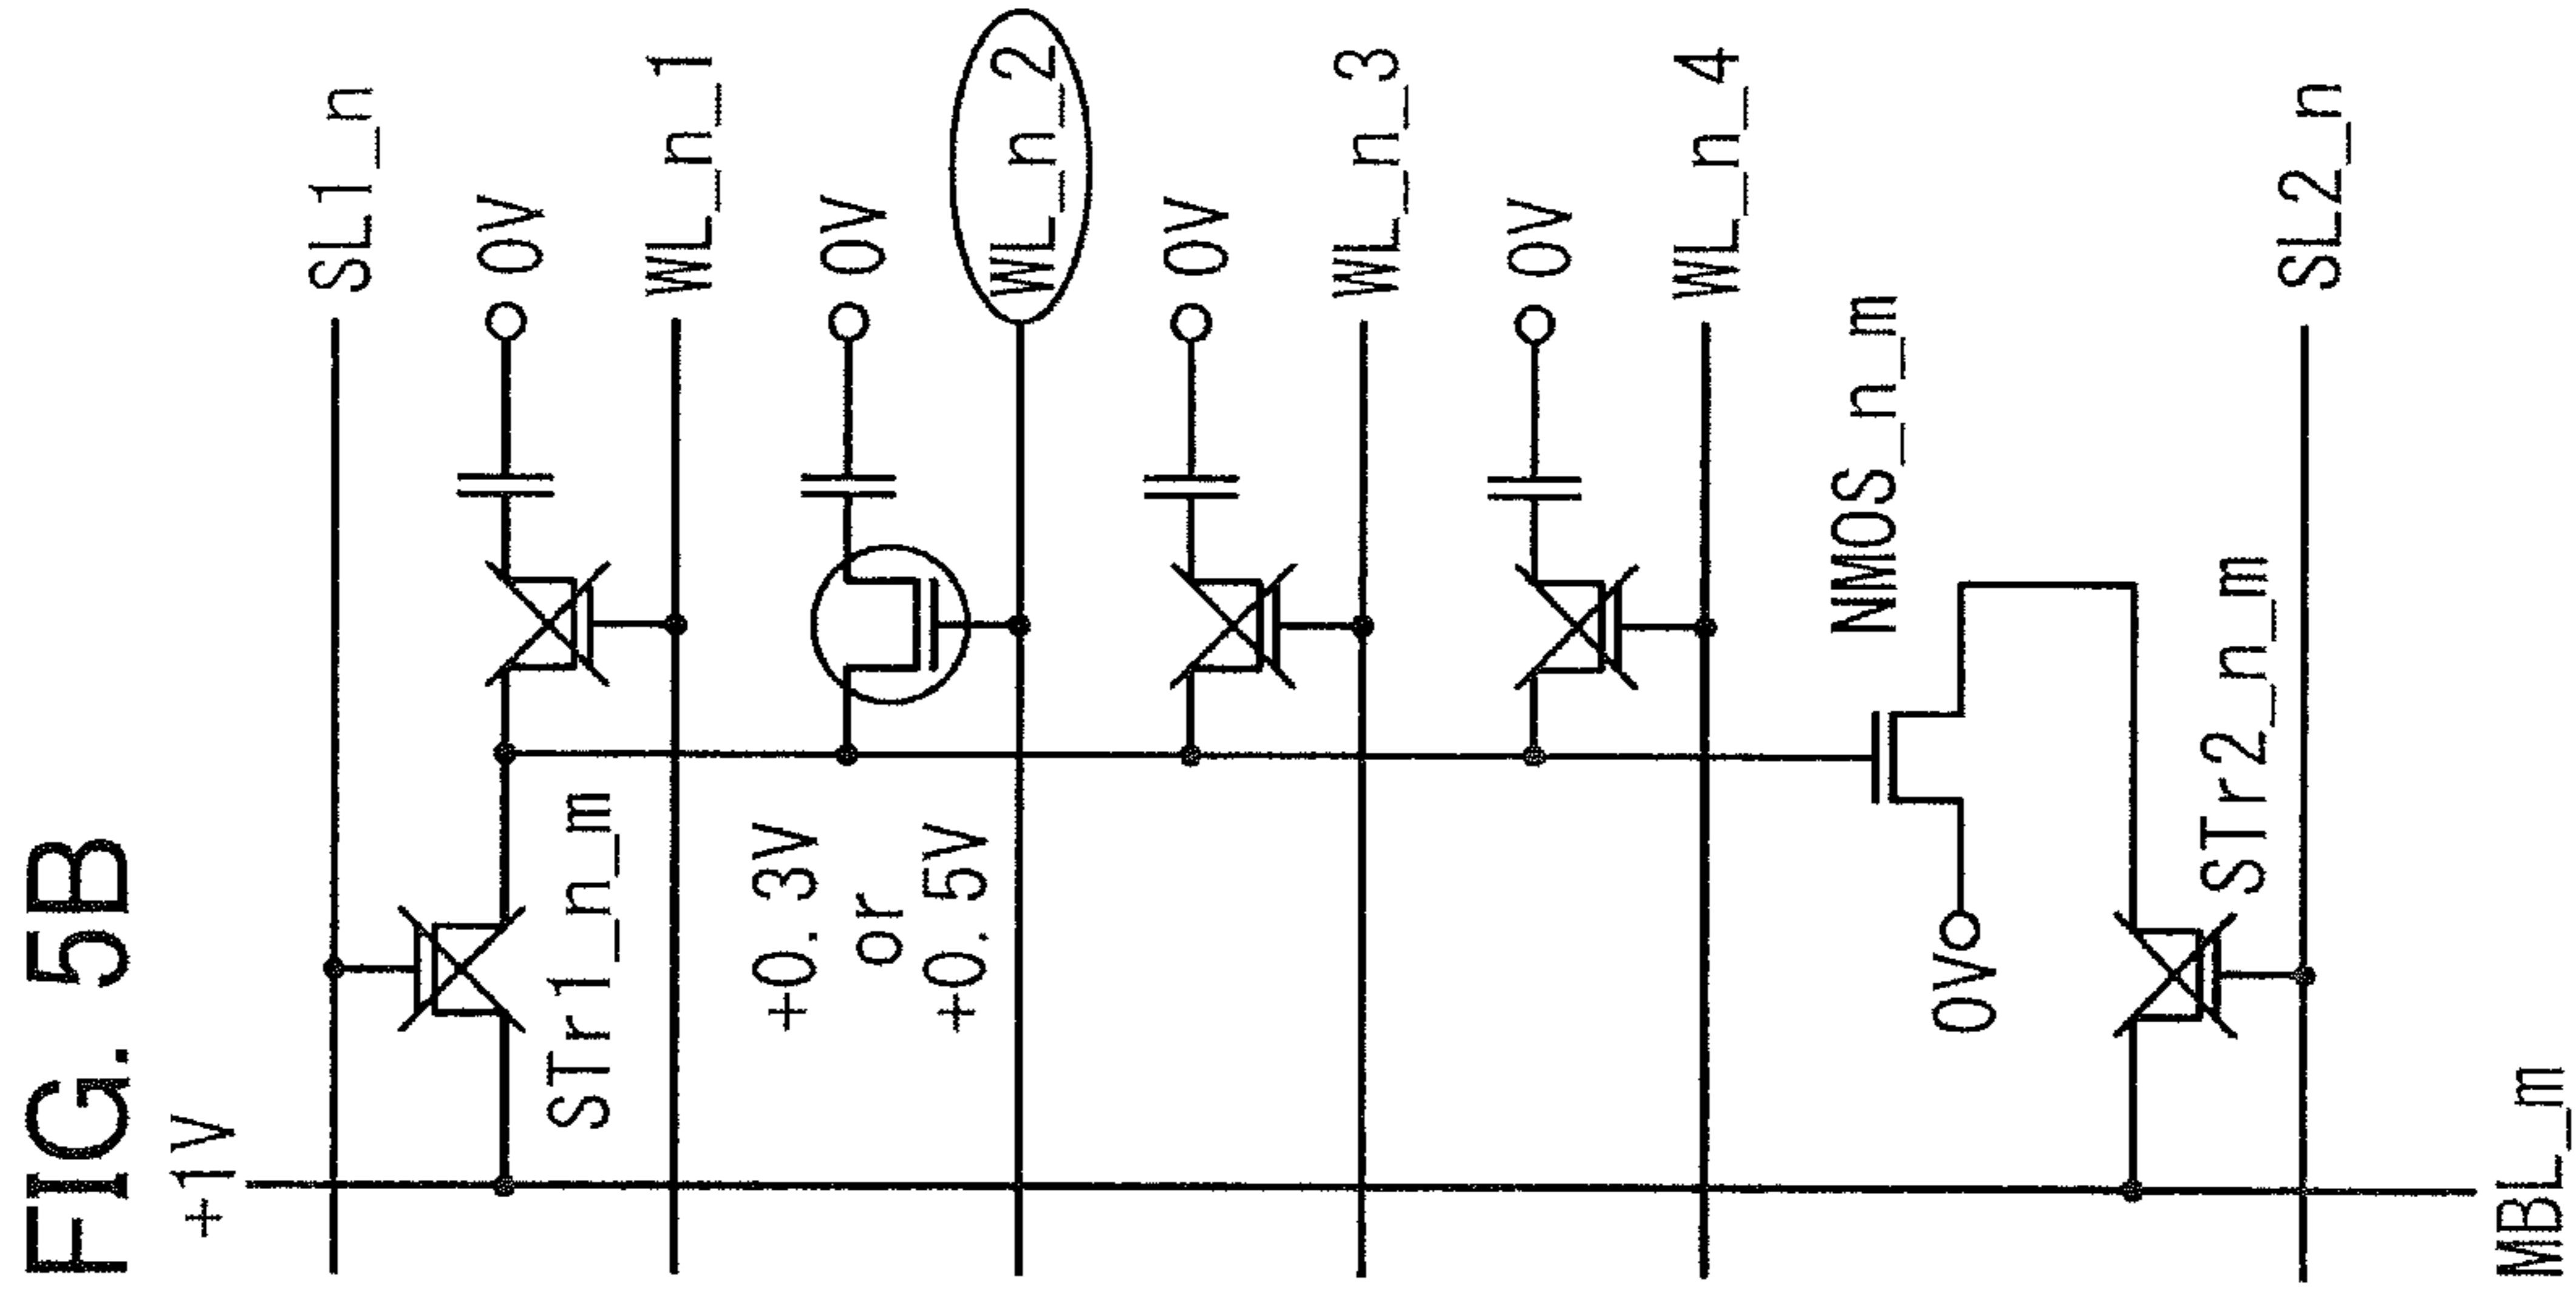 FIG. 5B
+1V
SL1_n
0V
WL_n_1
STr1_n_m
0V
WL_n_2
+0.3V
or
+0.5V
0V
WL_n_3
0V
WL_n_4
NMOS_n_m
0V
STr2_n_m
SL2_n
MBL_m